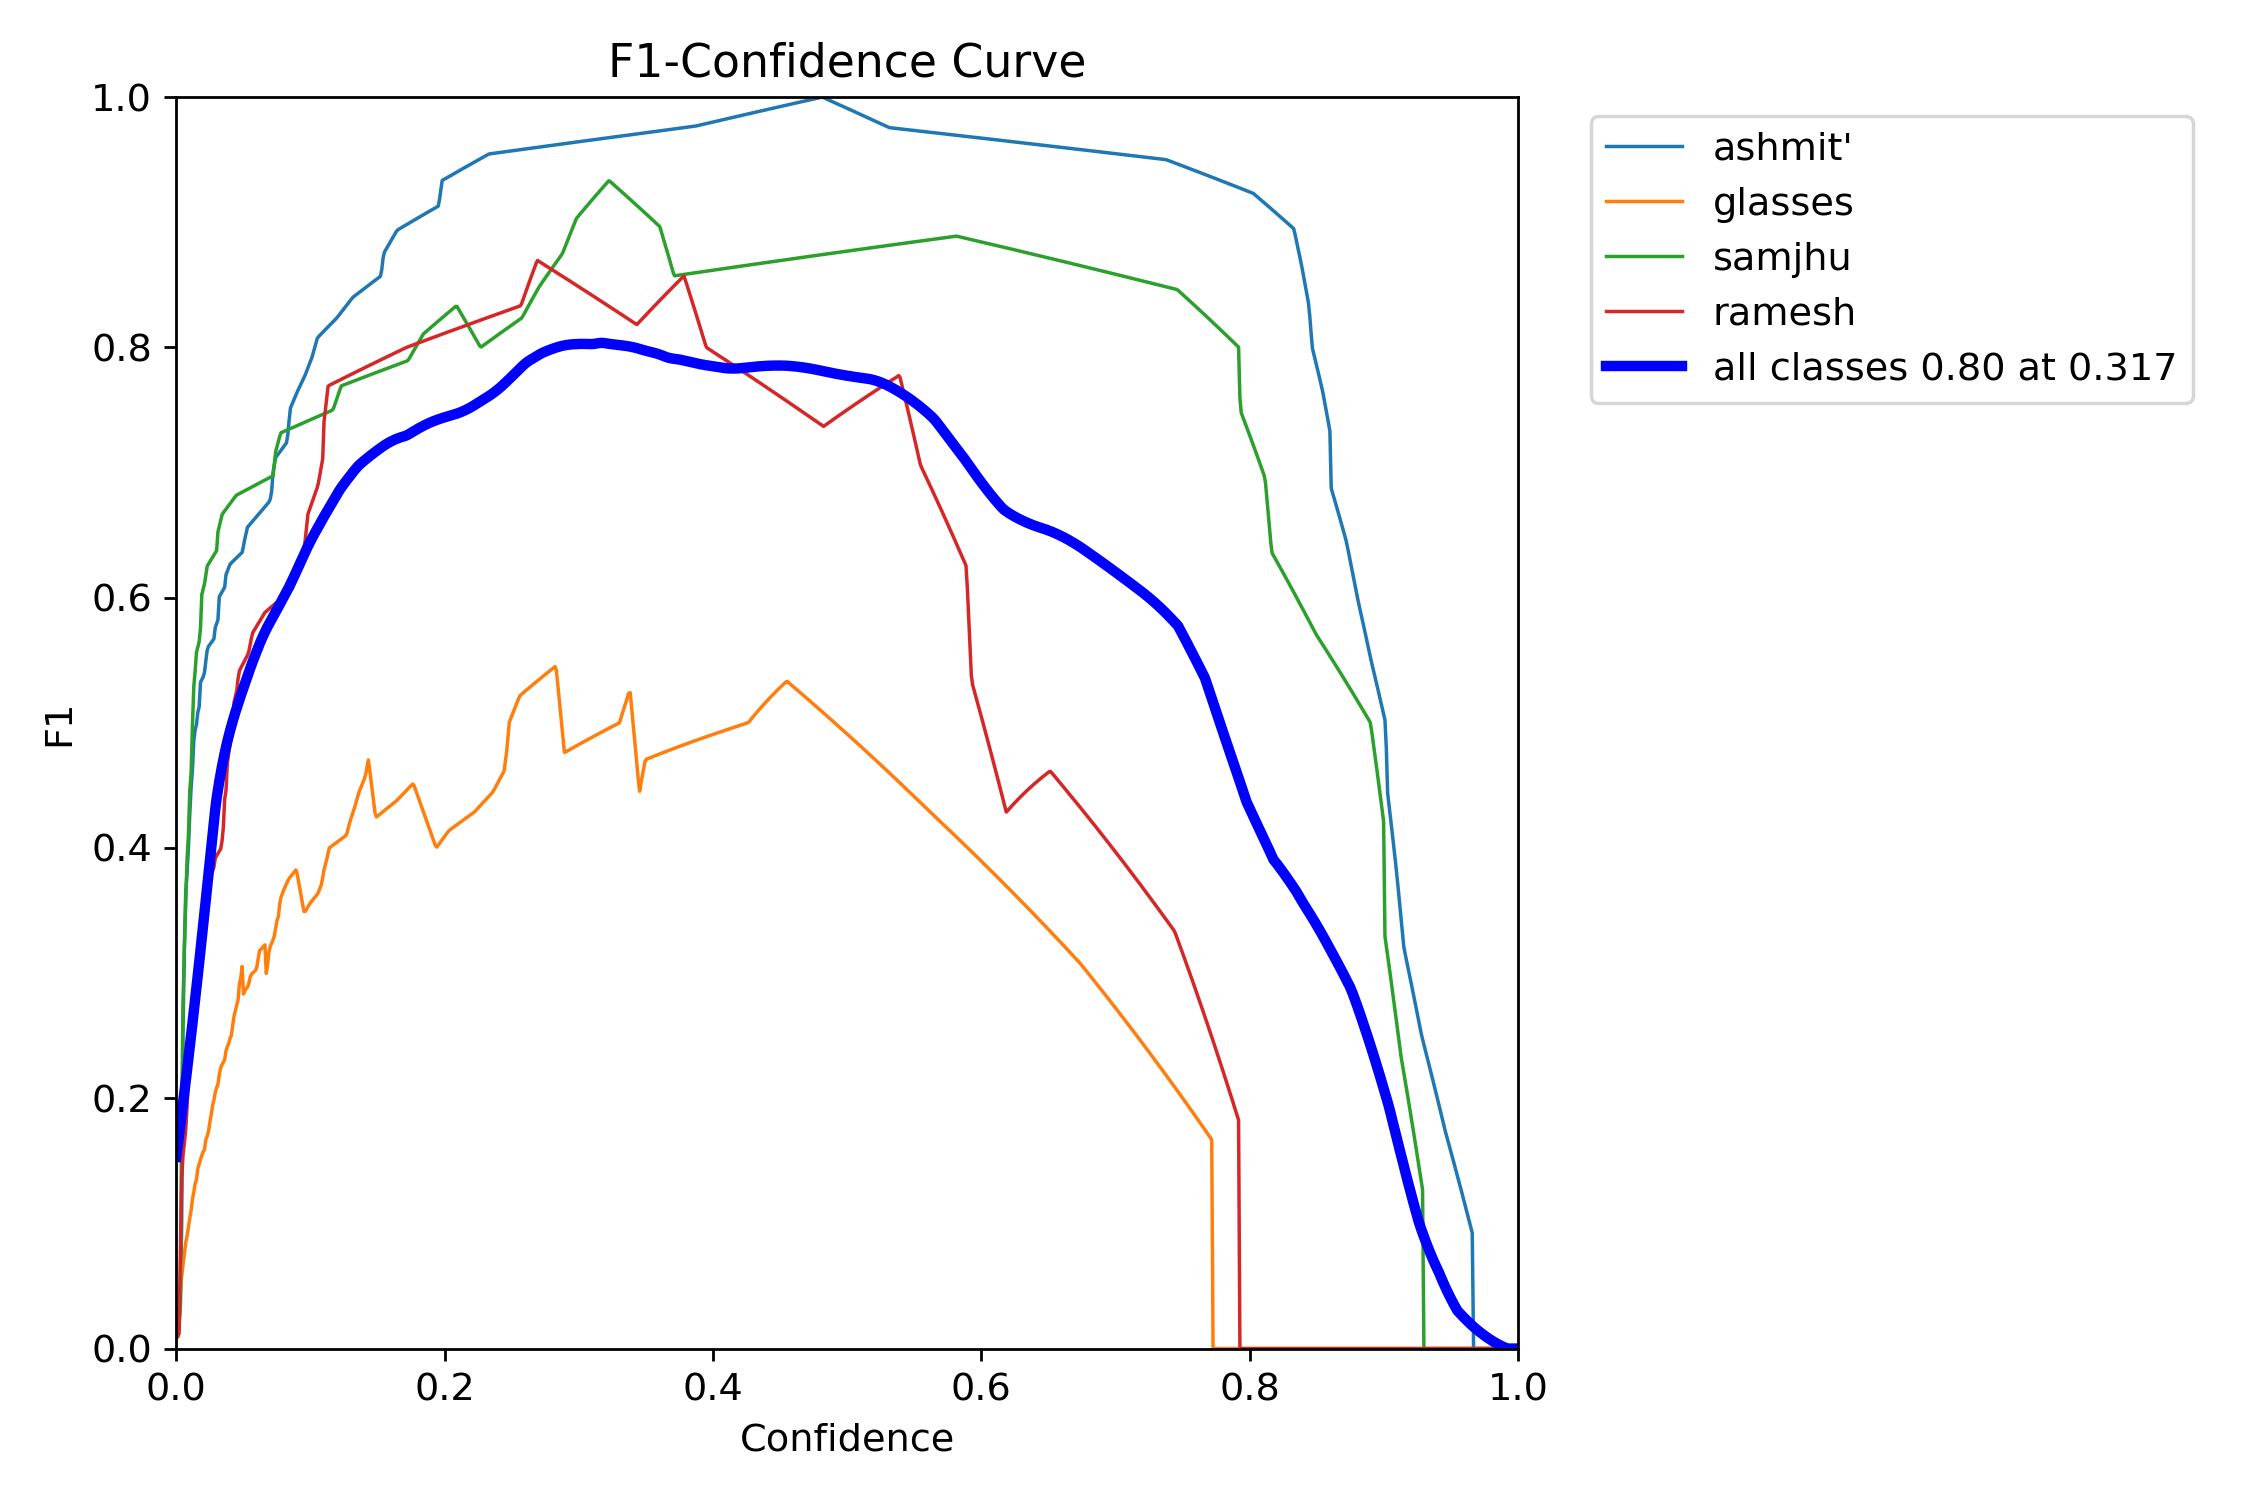 F1-Confidence Curve
1.0
0.8
0.6
0.4
0.2
0.0
F1
0.0 0.2 0.4 0.6 0.8 1.0
Confidence
ashmit'
glasses
samjhu
ramesh
all classes 0.80 at 0.317